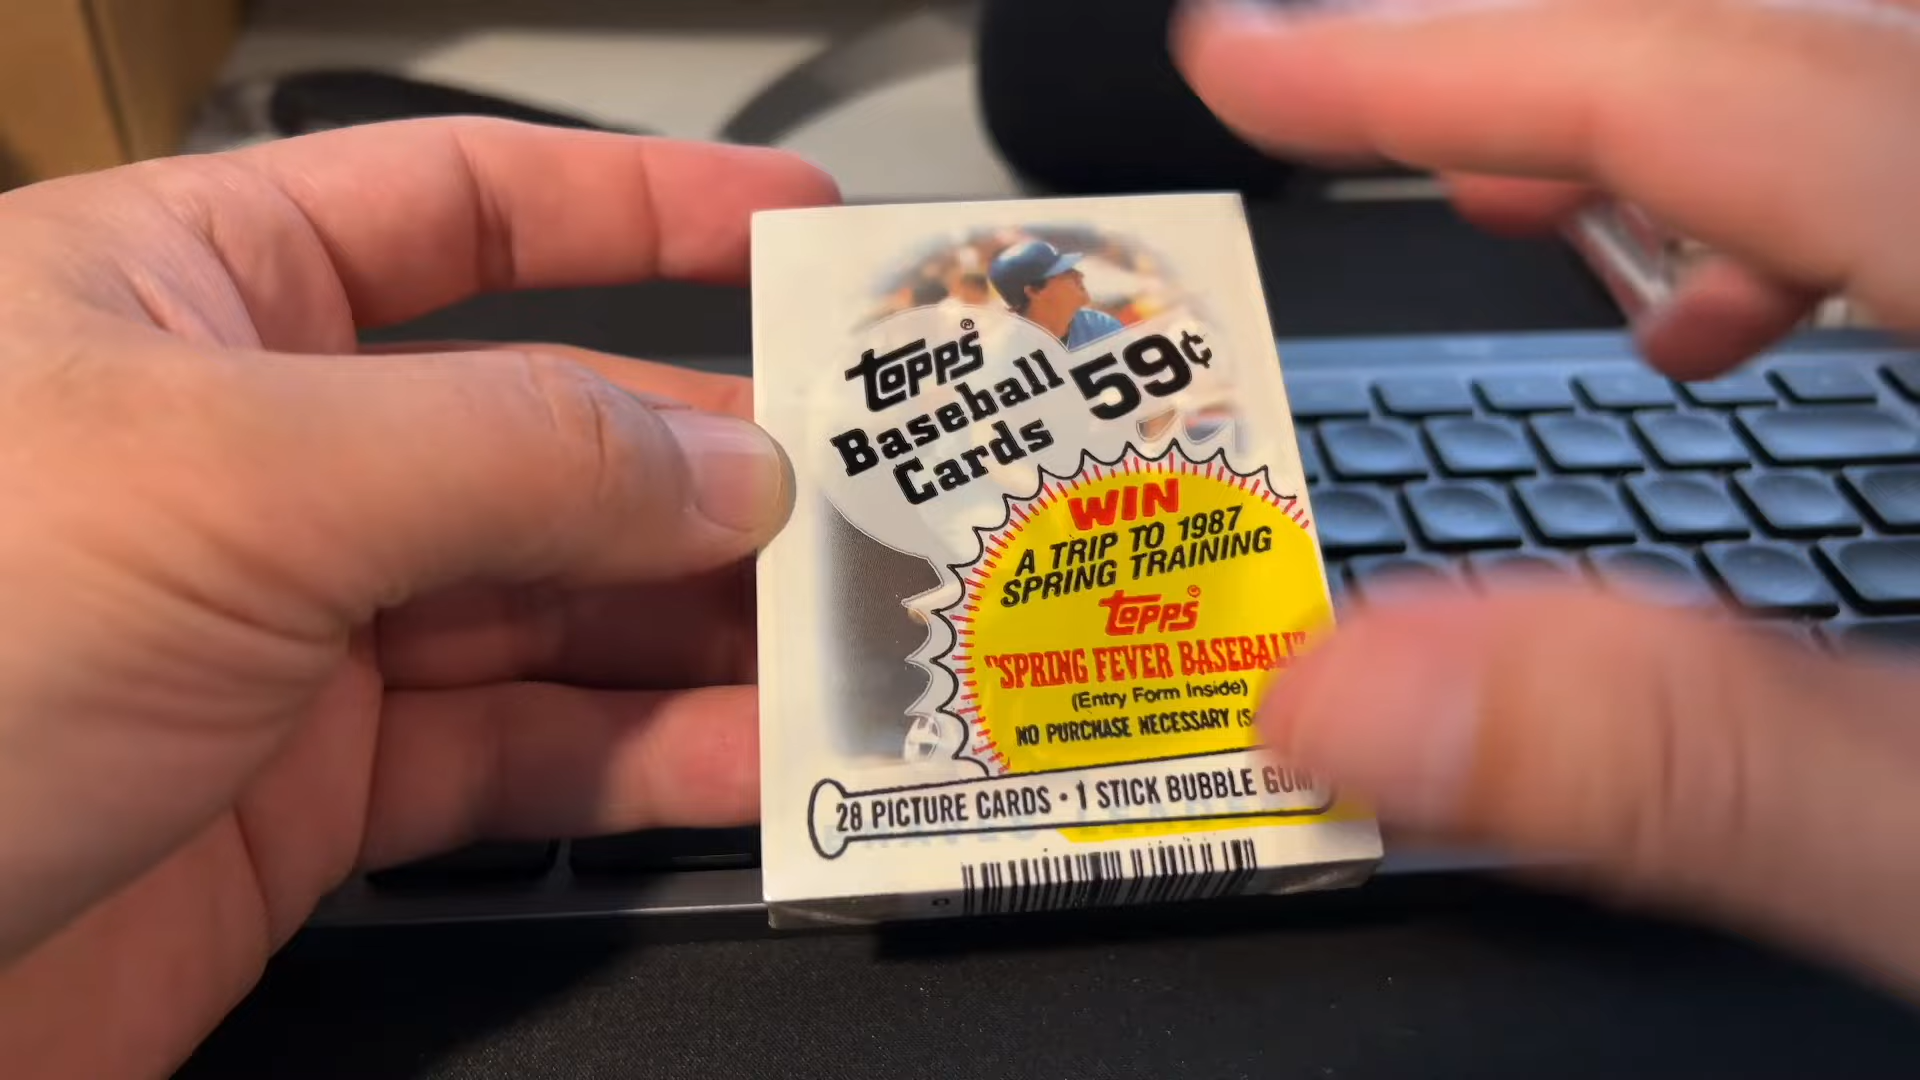 Topps®
Baseball
Cards
59¢
WIN
A TRIP TO 1987
SPRING TRAINING
Topps®
"SPRING FEVER BASEBALL"
(Entry Form Inside)
NO PURCHASE NECESSARY
28 PICTURE CARDS · 1 STICK BUBBLE GUM
0